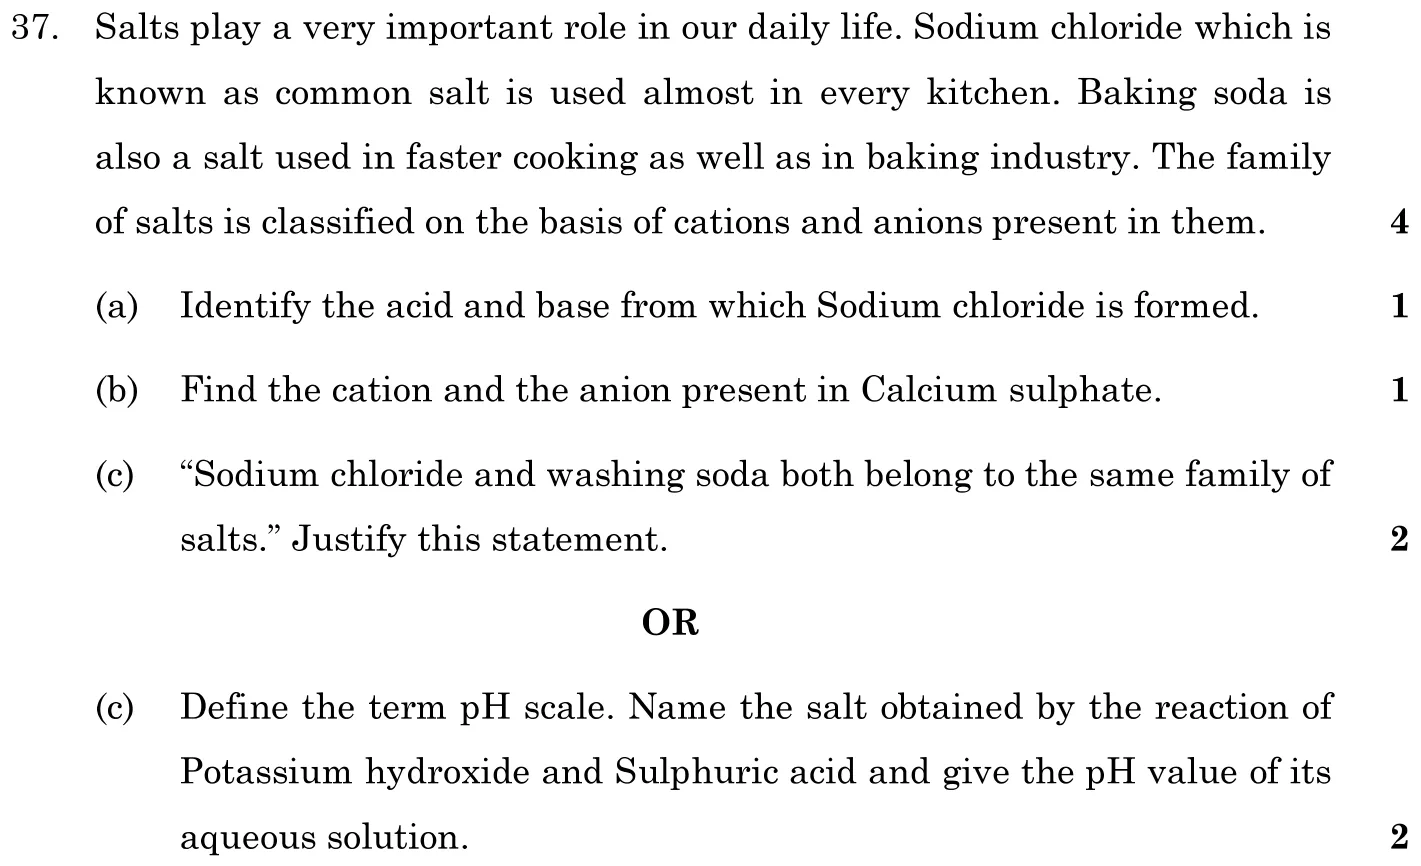 37. Salts play a very important role in our daily life. Sodium chloride which is
known as common salt is used almost in every kitchen. Baking soda is
also a salt used in faster cooking as well as in baking industry. The family
of salts is classified on the basis of cations and anions present in them. 4
(a) Identify the acid and base from which Sodium chloride is formed. 1
(b) Find the cation and the anion present in Calcium sulphate. 1
(c) “Sodium chloride and washing soda both belong to the same family of
salts.” Justify this statement. 2
OR
(c) Define the term pH scale. Name the salt obtained by the reaction of
Potassium hydroxide and Sulphuric acid and give the pH value of its
aqueous solution. 2